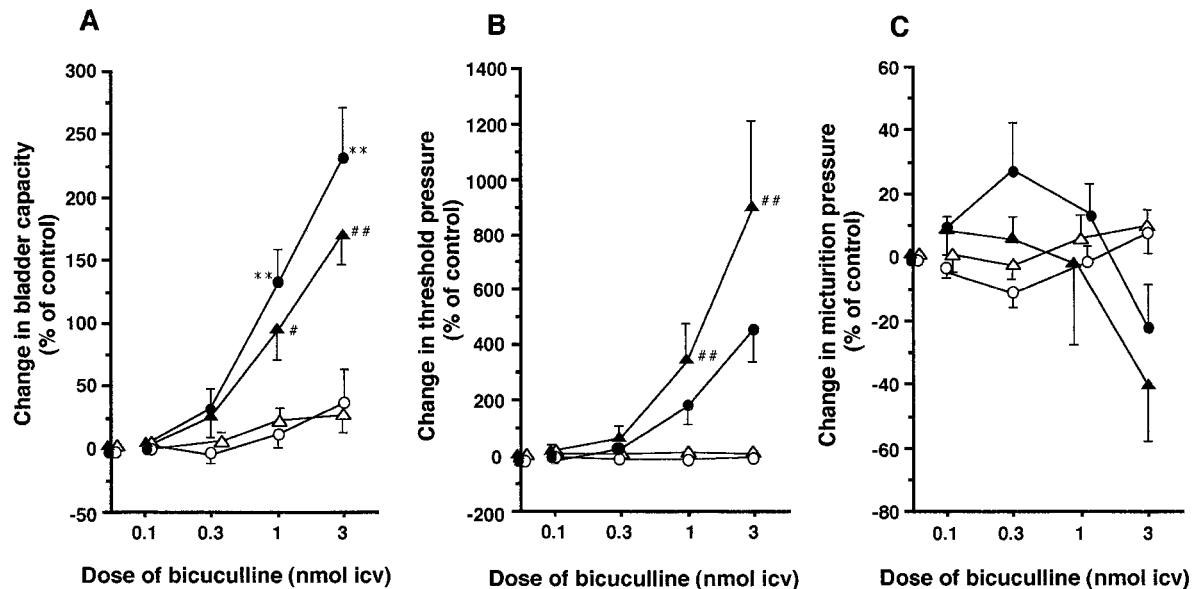 A
Change in bladder capacity
(% of control)
300
250
200
150
100
50
0
-50
**
**
##
#
0.1 0.3 1 3
Dose of bicuculline (nmol icv)
B
Change in threshold pressure
(% of control)
1400
1200
1000
800
600
400
200
0
-200
##
##
0.1 0.3 1 3
Dose of bicuculline (nmol icv)
C
Change in micturition pressure
(% of control)
60
40
20
0
-20
-40
-60
-80
0.1 0.3 1 3
Dose of bicuculline (nmol icv)